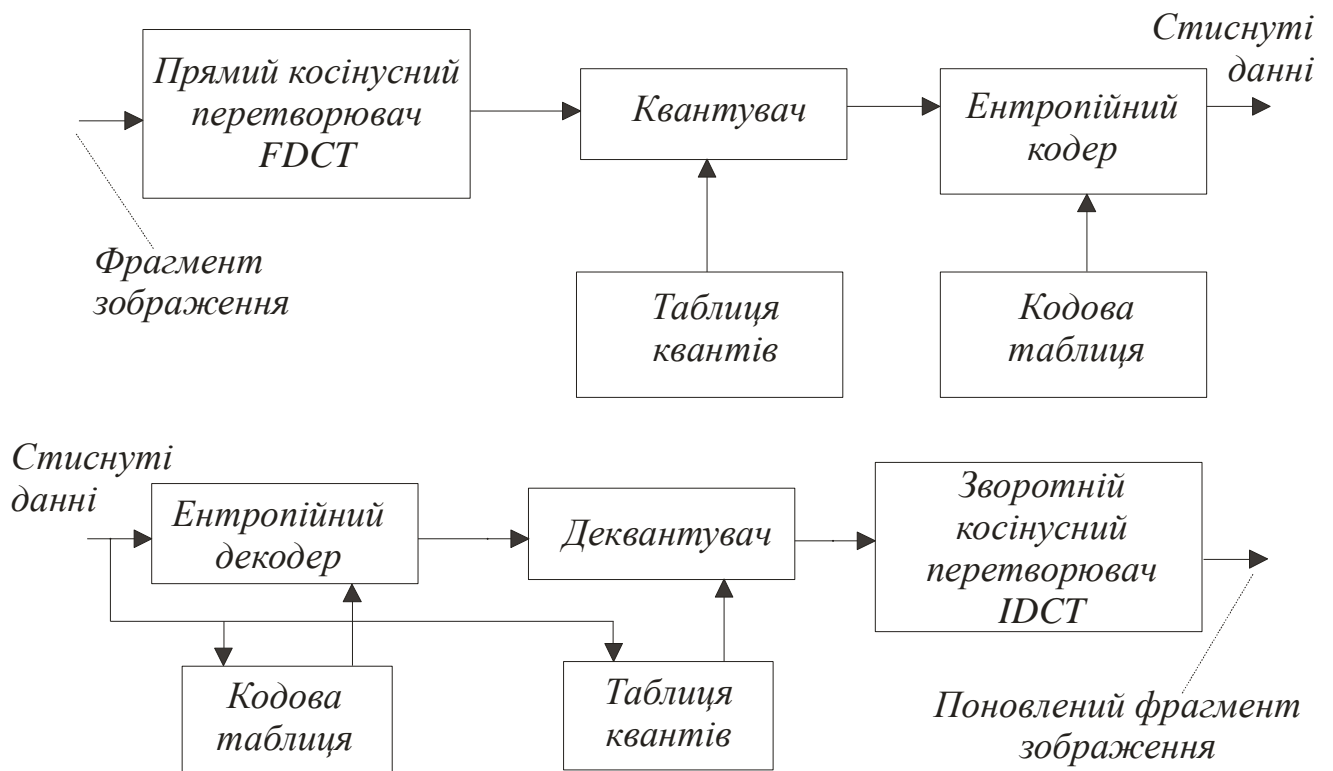 Стиснуті
данні
Прямий косінусний
перетворювач
FDCT
Квантувач
Ентропійний
кодер
Фрагмент
зображення
Таблиця
квантів
Кодова
таблиця
Стиснуті
данні
Ентропійний
декодер
Деквантувач
Зворотній
косінусний
перетворювач
IDCT
Кодова
таблиця
Таблиця
квантів
Поновлений фрагмент
зображення